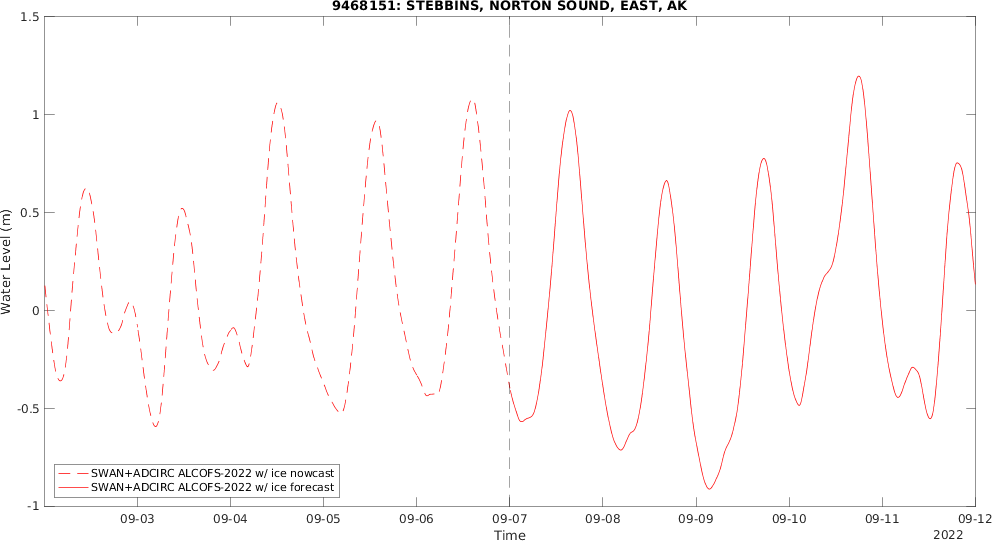 9468151: STEBBINS, NORTON SOUND, EAST, AK
Water Level (m)
1.5
1
0.5
0
-0.5
-1
SWAN+ADCIRC ALCOFS-2022 w/ ice nowcast
SWAN+ADCIRC ALCOFS-2022 w/ ice forecast
09-03 09-04 09-05 09-06 09-07 09-08 09-09 09-10 09-11 09-12
Time
2022